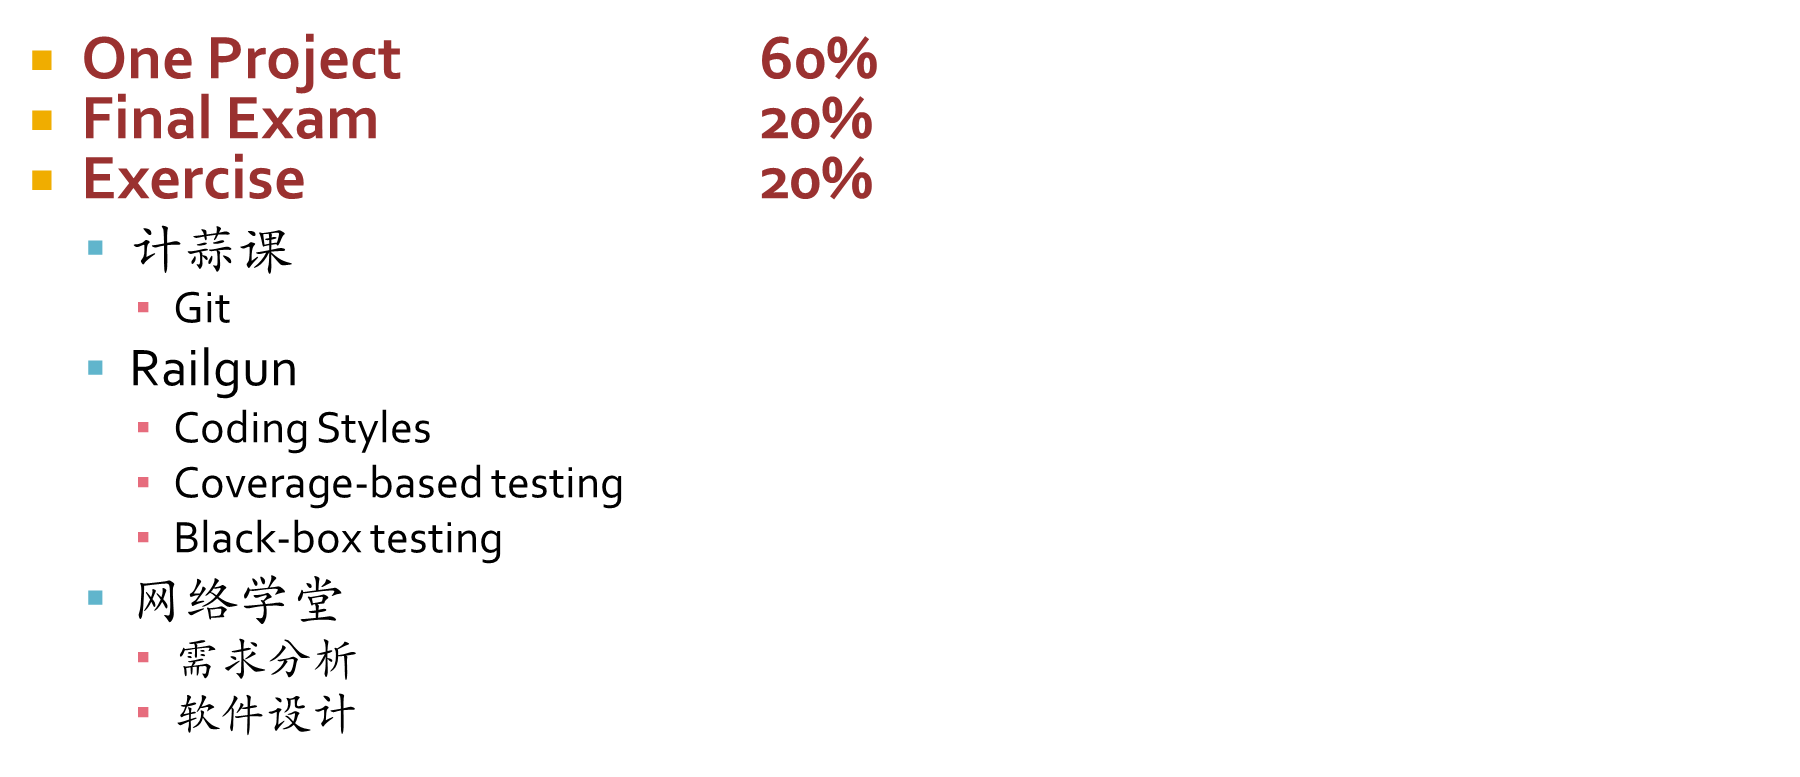 One Project 60%
Final Exam 20%
Exercise 20%
计蒜课
Git
Railgun
Coding Styles
Coverage-based testing
Black-box testing
网络学堂
需求分析
软件设计